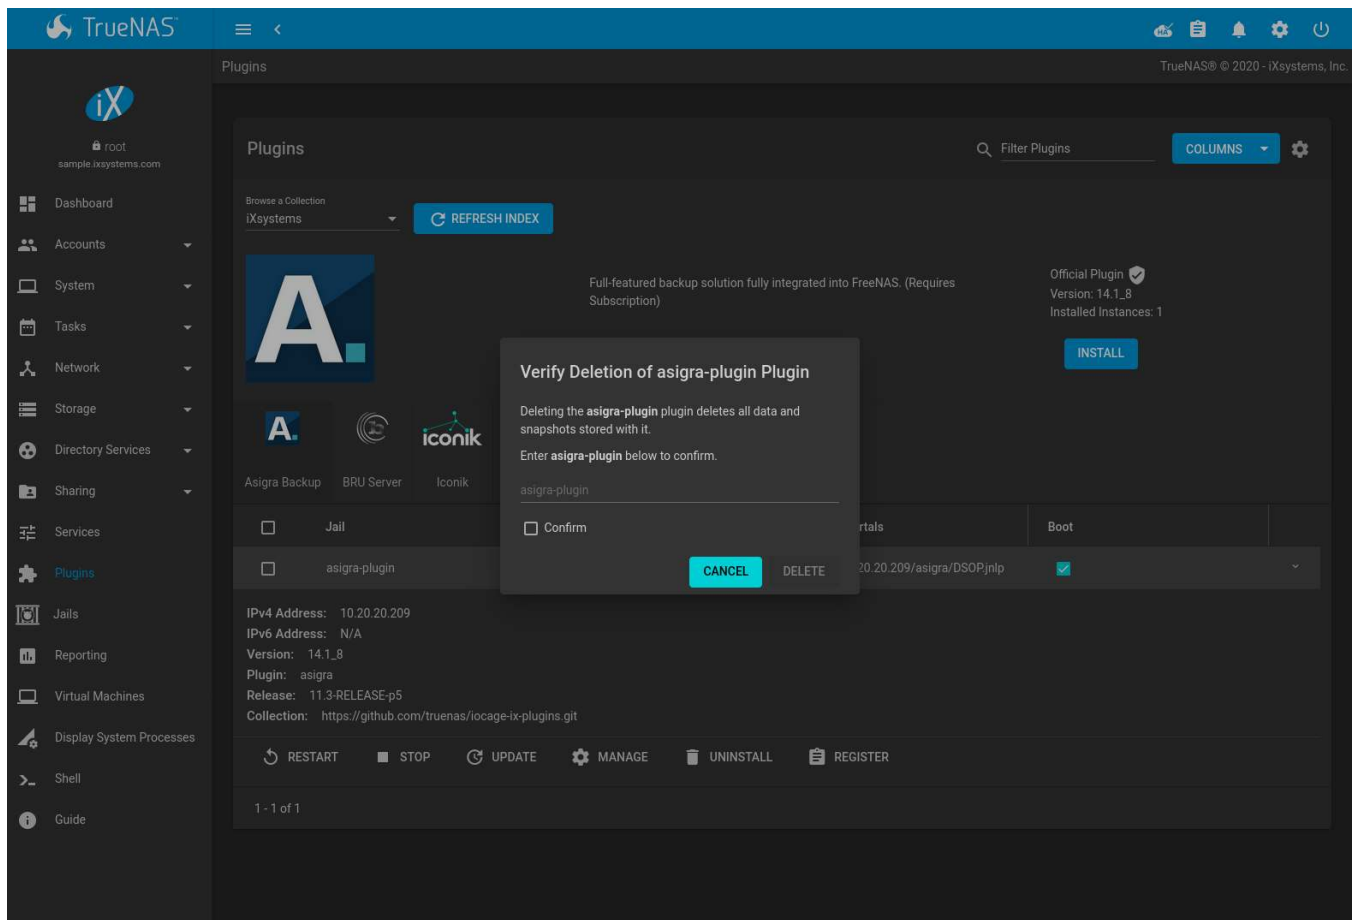 TrueNAS
Plugins
TrueNAS® © 2020 - iXsystems, Inc.
iX
root
sample.ixsystems.com
Dashboard
Accounts
System
Tasks
Network
Storage
Directory Services
Sharing
Services
Plugins
Jails
Reporting
Virtual Machines
Display System Processes
Shell
Guide
Plugins
Filter Plugins
COLUMNS
Browse a Collection
iXsystems
REFRESH INDEX
A.
Full-featured backup solution fully integrated into FreeNAS. (Requires
Subscription)
Official Plugin
Version: 14.1_8
Installed Instances: 1
INSTALL
A.
iconik
Asigra Backup
BRU Server
Iconik
Verify Deletion of asigra-plugin Plugin
Deleting the asigra-plugin plugin deletes all data and
snapshots stored with it.
Enter asigra-plugin below to confirm.
asigra-plugin
Confirm
CANCEL
DELETE
Jail
rtals
Boot
asigra-plugin
20.20.209/asigra/DSOP.jnlp
IPv4 Address: 10.20.20.209
IPv6 Address: N/A
Version: 14.1_8
Plugin: asigra
Release: 11.3-RELEASE-p5
Collection: https://github.com/truenas/iocage-ix-plugins.git
RESTART
STOP
UPDATE
MANAGE
UNINSTALL
REGISTER
1 - 1 of 1